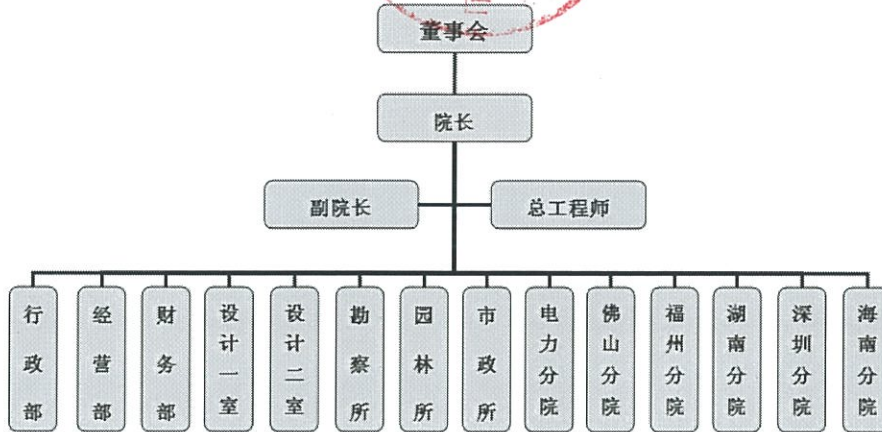 董事会
院长
副院长
总工程师
行政部
经营部
财务部
设计一室
设计二室
勘察所
园林所
市政所
电力分院
佛山分院
福州分院
湖南分院
深圳分院
海南分院